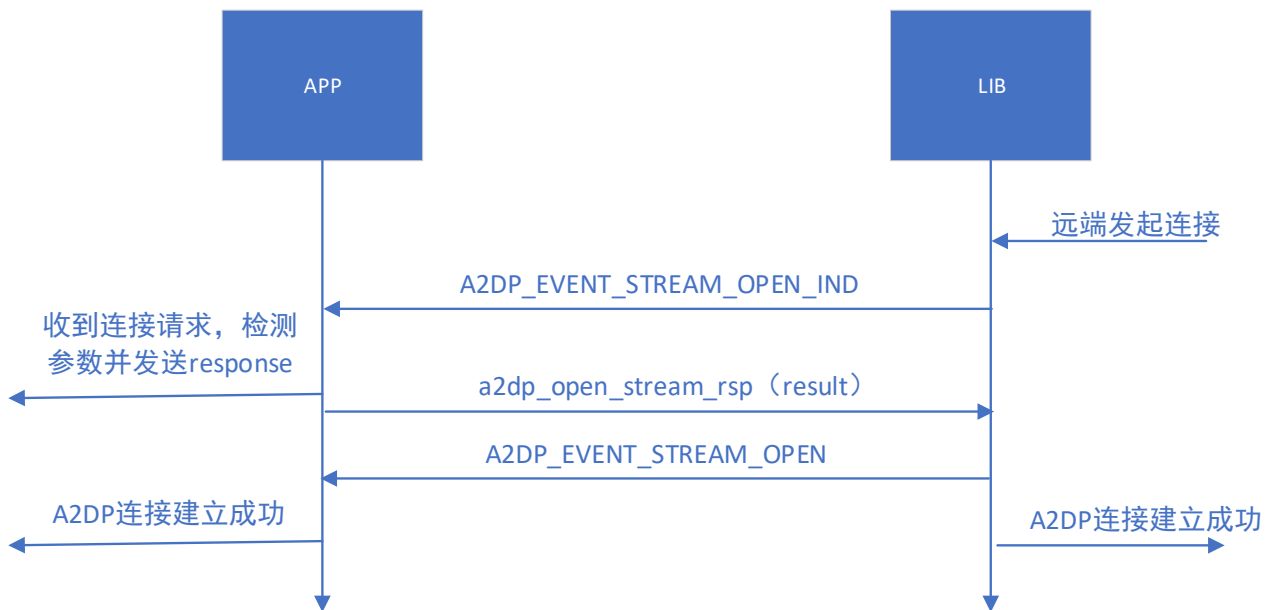 APP
LIB
远端发起连接
A2DP_EVENT_STREAM_OPEN_IND
收到连接请求，检测
参数并发送response
a2dp_open_stream_rsp（result）
A2DP_EVENT_STREAM_OPEN
A2DP连接建立成功
A2DP连接建立成功